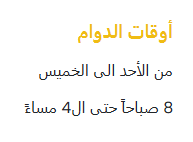 أوقات الدوام
من الأحد الى الخميس
8 صباحاً حتى ال4 مساءً